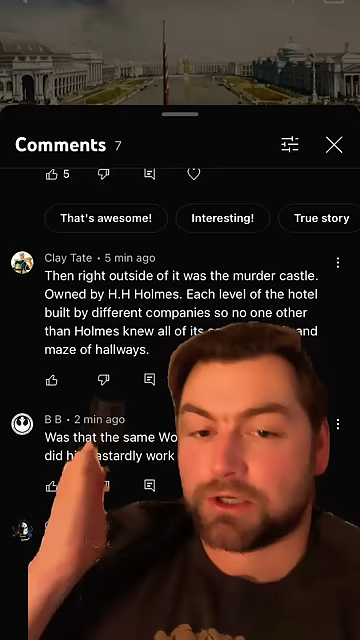 Comments 7
5
That's awesome!
Interesting!
True story
Clay Tate • 5 min ago
Then right outside of it was the murder castle.
Owned by H.H Holmes. Each level of the hotel
built by different companies so no one other
than Holmes knew all of its and
maze of hallways.
B B • 2 min ago
Was that the same
did astardly work